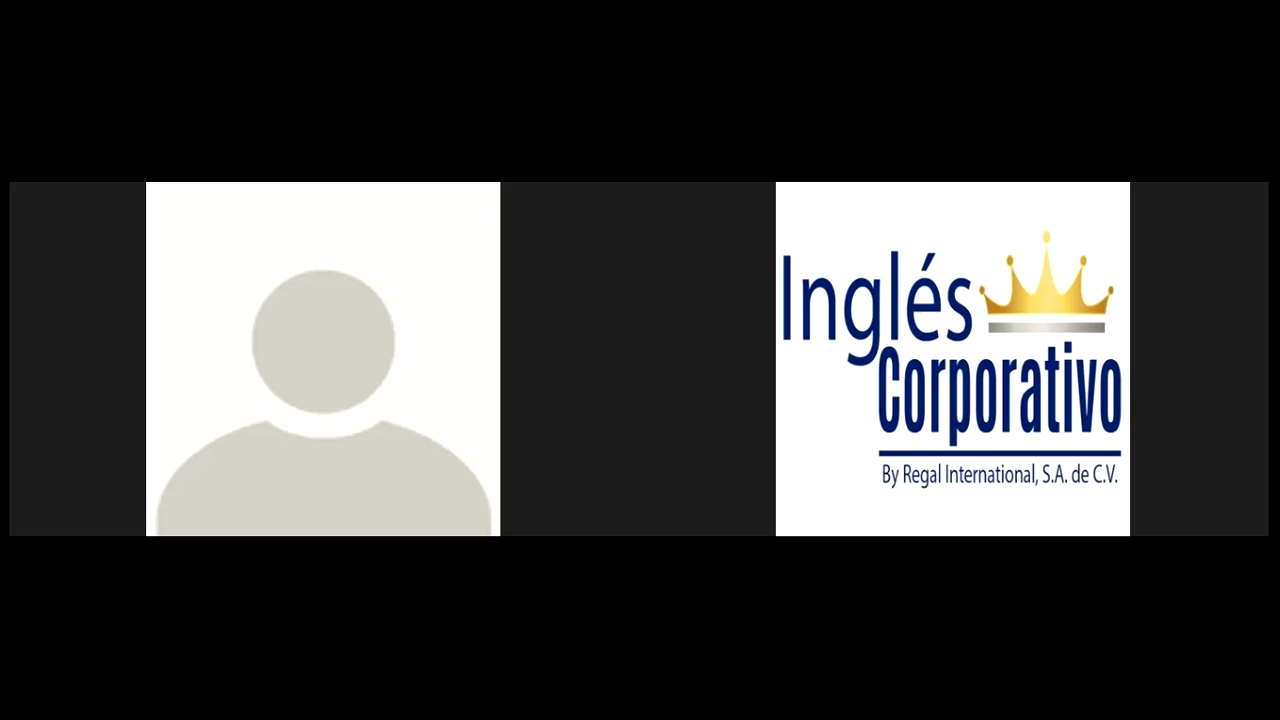 Inglés
Corporativo
By Regal International, S.A. de C.V.